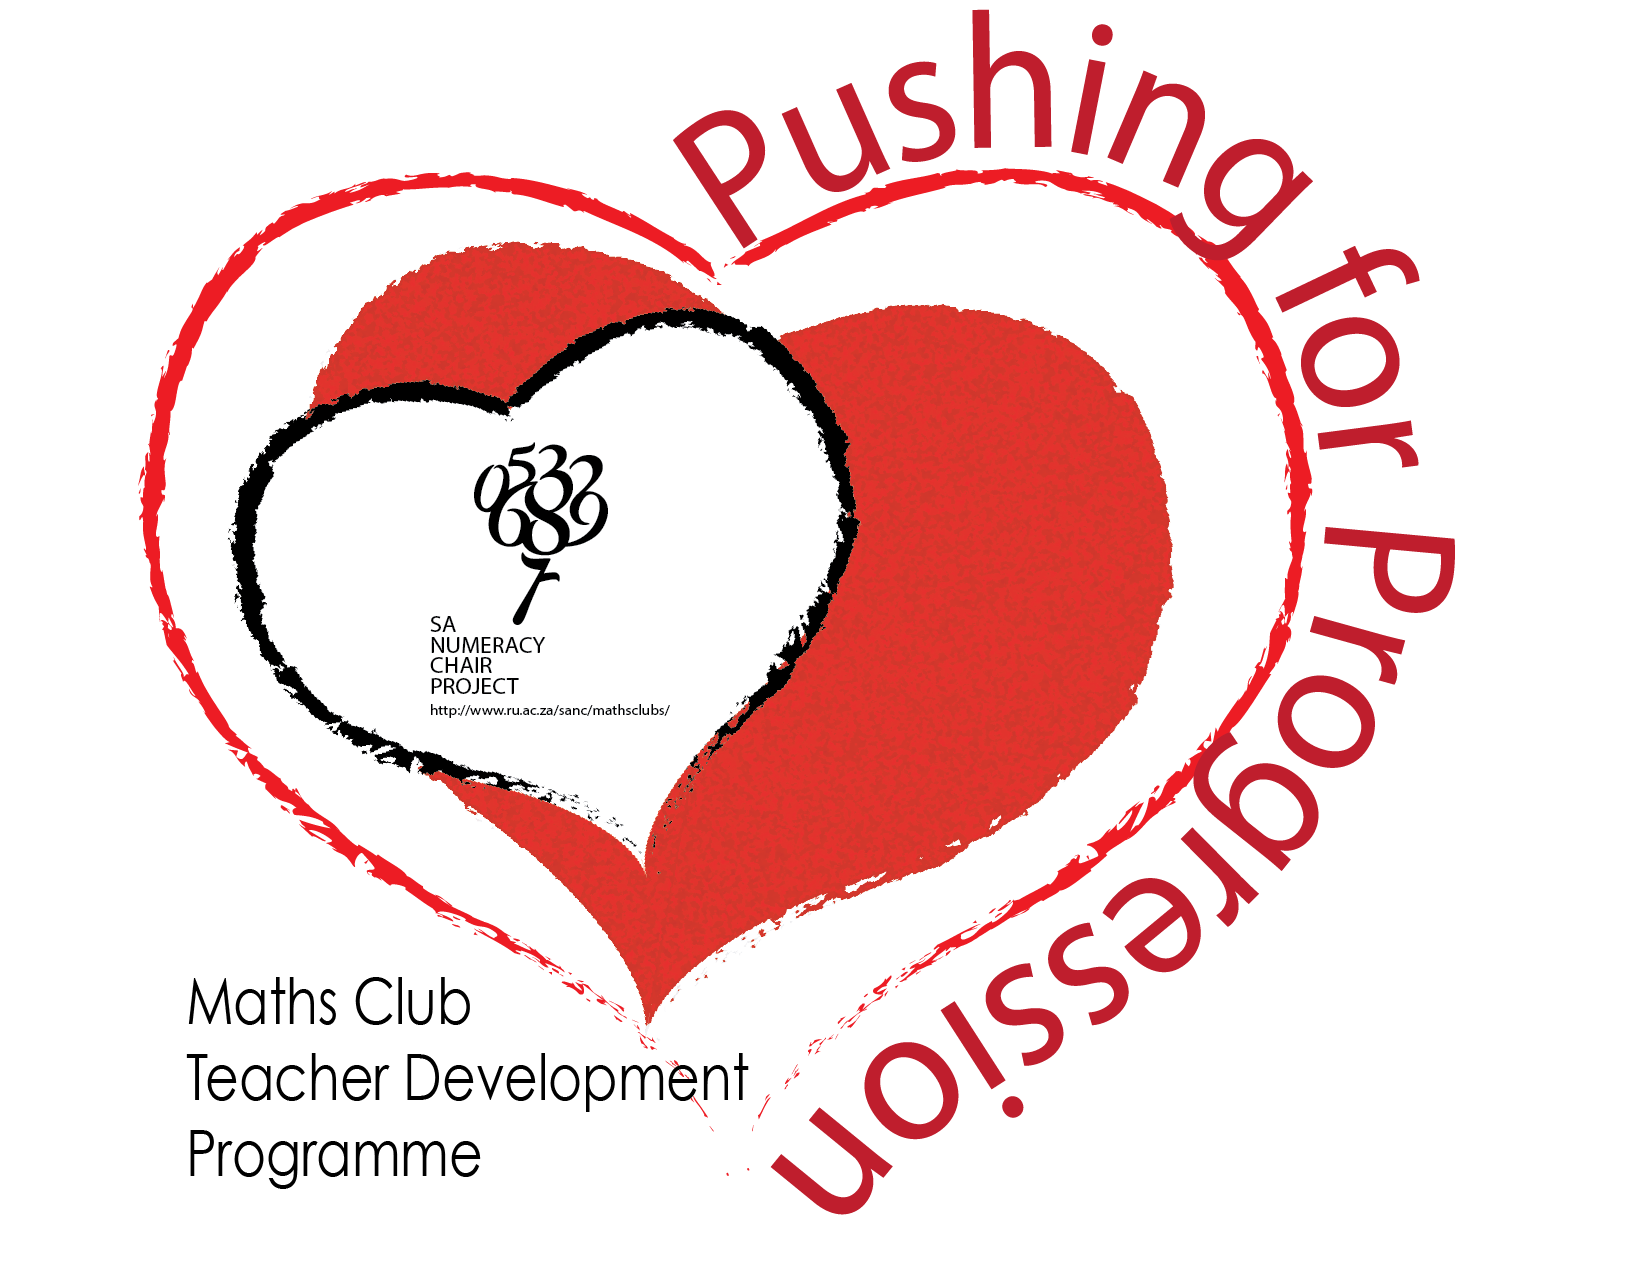 Pushing for Progression
0532
689
7
SA
NUMERACY
CHAIR
PROJECT
http://www.ru.ac.za/sanc/mathsclubs/
Maths Club
Teacher Development
Programme